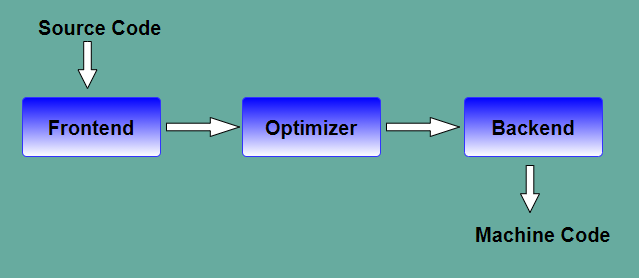 Source Code
Frontend
Optimizer
Backend
Machine Code